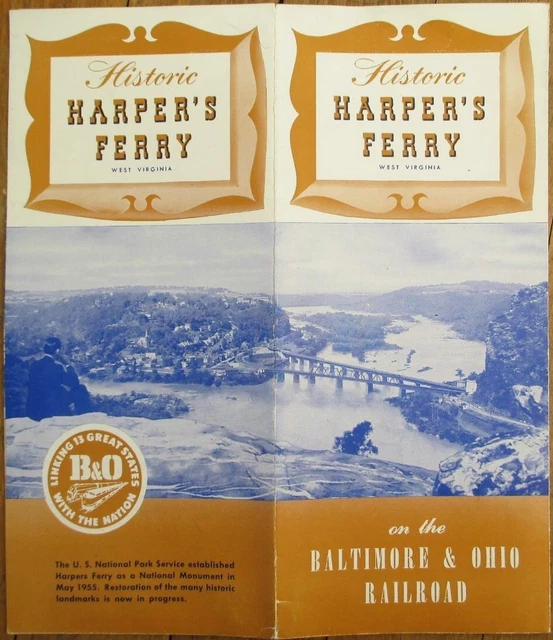 Historic
HARPER'S
FERRY
WEST VIRGINIA
LINKING 13 GREAT STATES
B&O
WITH THE NATION
The U. S. National Park Service established
Harpers Ferry as a National Monument in
May 1955. Restoration of the many historic
landmarks is now in progress.
Historic
HARPER'S
FERRY
WEST VIRGINIA
on the
BALTIMORE & OHIO
RAILROAD